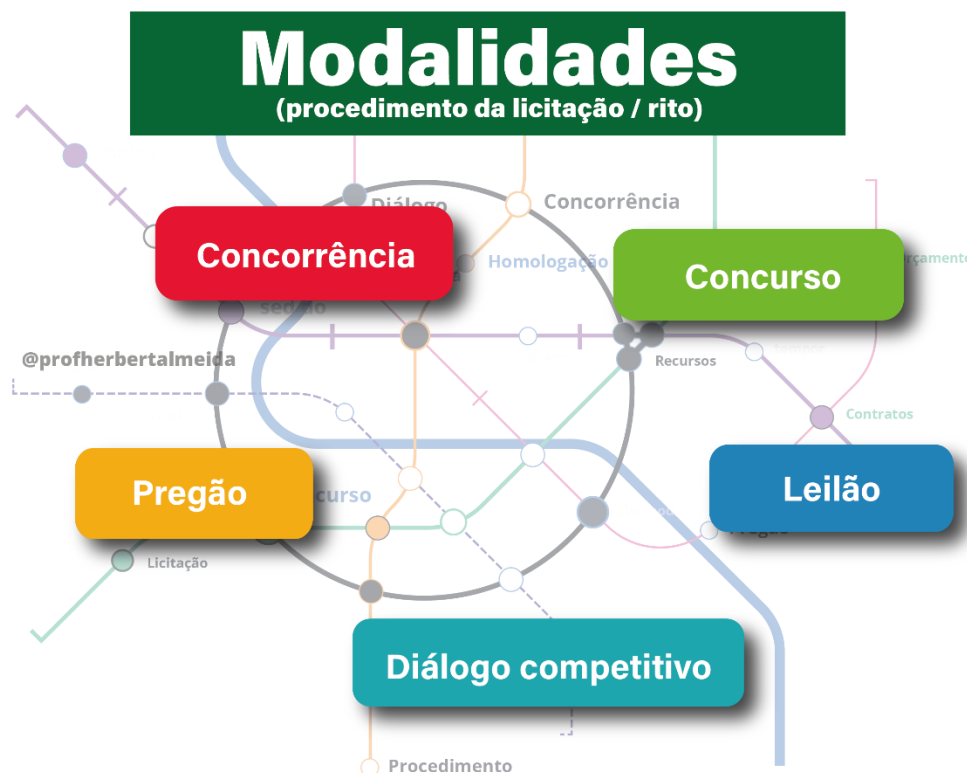 Modalidades
(procedimento da licitação / rito)
Diálogo
Concorrência
Concorrência
Homologação
Concurso
@profherbertalmeida
Recursos
Contratos
Pregão
curso
Leilão
Licitação
Diálogo competitivo
Procedimento